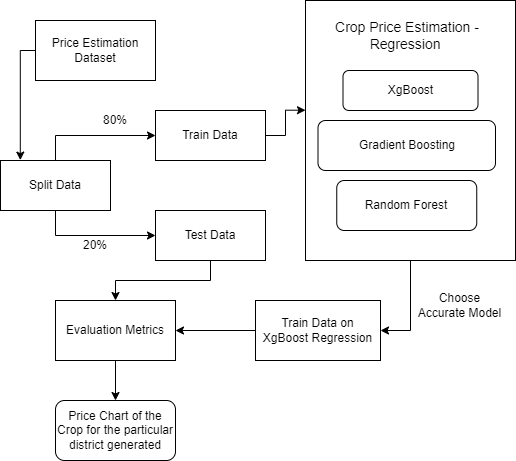 Price Estimation
Dataset
Crop Price Estimation -
Regression
XgBoost
80%
Train Data
Gradient Boosting
Split Data
Random Forest
20%
Test Data
Choose
Accurate Model
Evaluation Metrics
Train Data on
XgBoost Regression
Price Chart of the
Crop for the particular
district generated